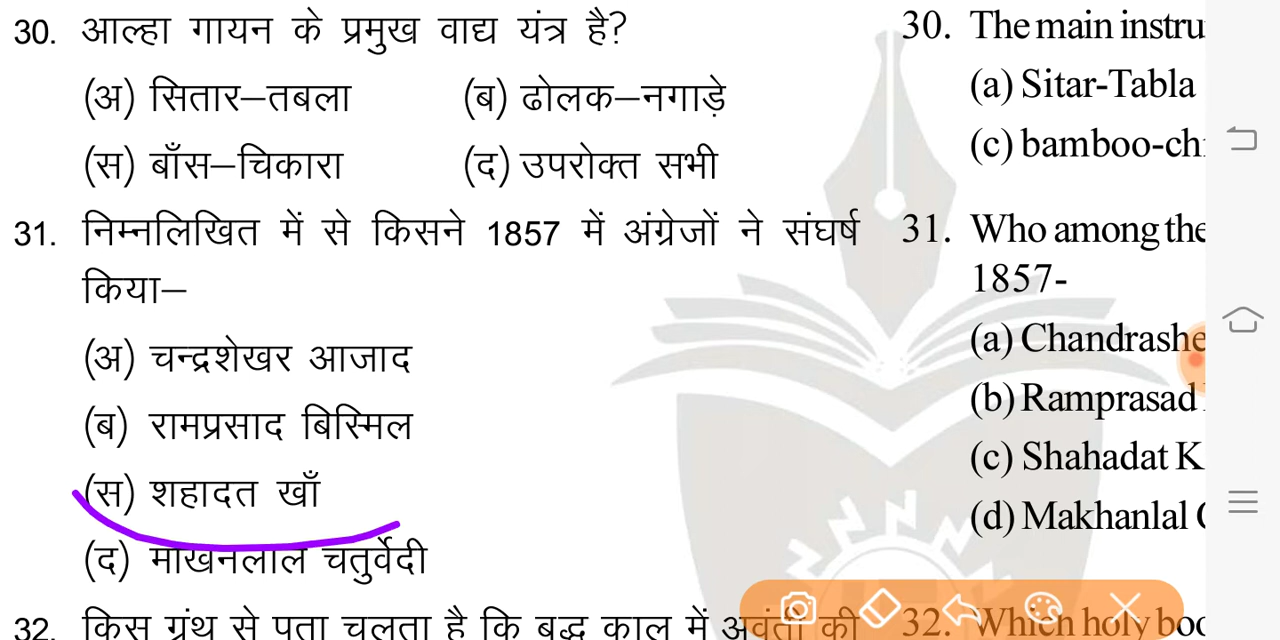 30. आल्हा गायन के प्रमुख वाद्य यंत्र है?
(अ) सितार–तबला (ब) ढोलक–नगाड़े
(स) बाँस–चिकारा (द) उपरोक्त सभी
31. निम्नलिखित में से किसने 1857 में अंग्रेजों ने संघर्ष
किया–
(अ) चन्द्रशेखर आजाद
(ब) रामप्रसाद बिस्मिल
(स) शहादत खाँ
(द) माखनलाल चतुर्वेदी
32. किस ग्रंथ से पता चलता है कि बुद्ध काल में अवंती की
30. The main instru
(a) Sitar-Tabla
(c) bamboo-chi
31. Who among the
1857-
(a) Chandrashe
(b) Ramprasad
(c) Shahadat K
(d) Makhanlal
32. Which holy boo